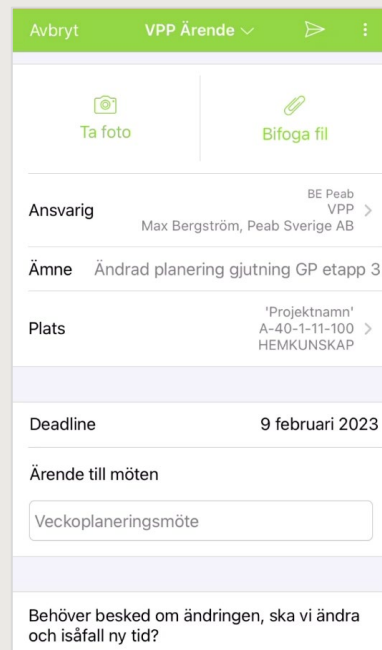 Avbryt VPP Ärende
Ta foto Bifoga fil
Ansvarig
BE Peab
VPP
Max Bergström, Peab Sverige AB
Ämne Ändrad planering gjutning GP etapp 3
Plats
'Projektnamn'
A-40-1-11-100
HEMKUNSKAP
Deadline 9 februari 2023
Ärende till möten
Veckoplaneringsmöte
Behöver besked om ändringen, ska vi ändra
och isåfall ny tid?